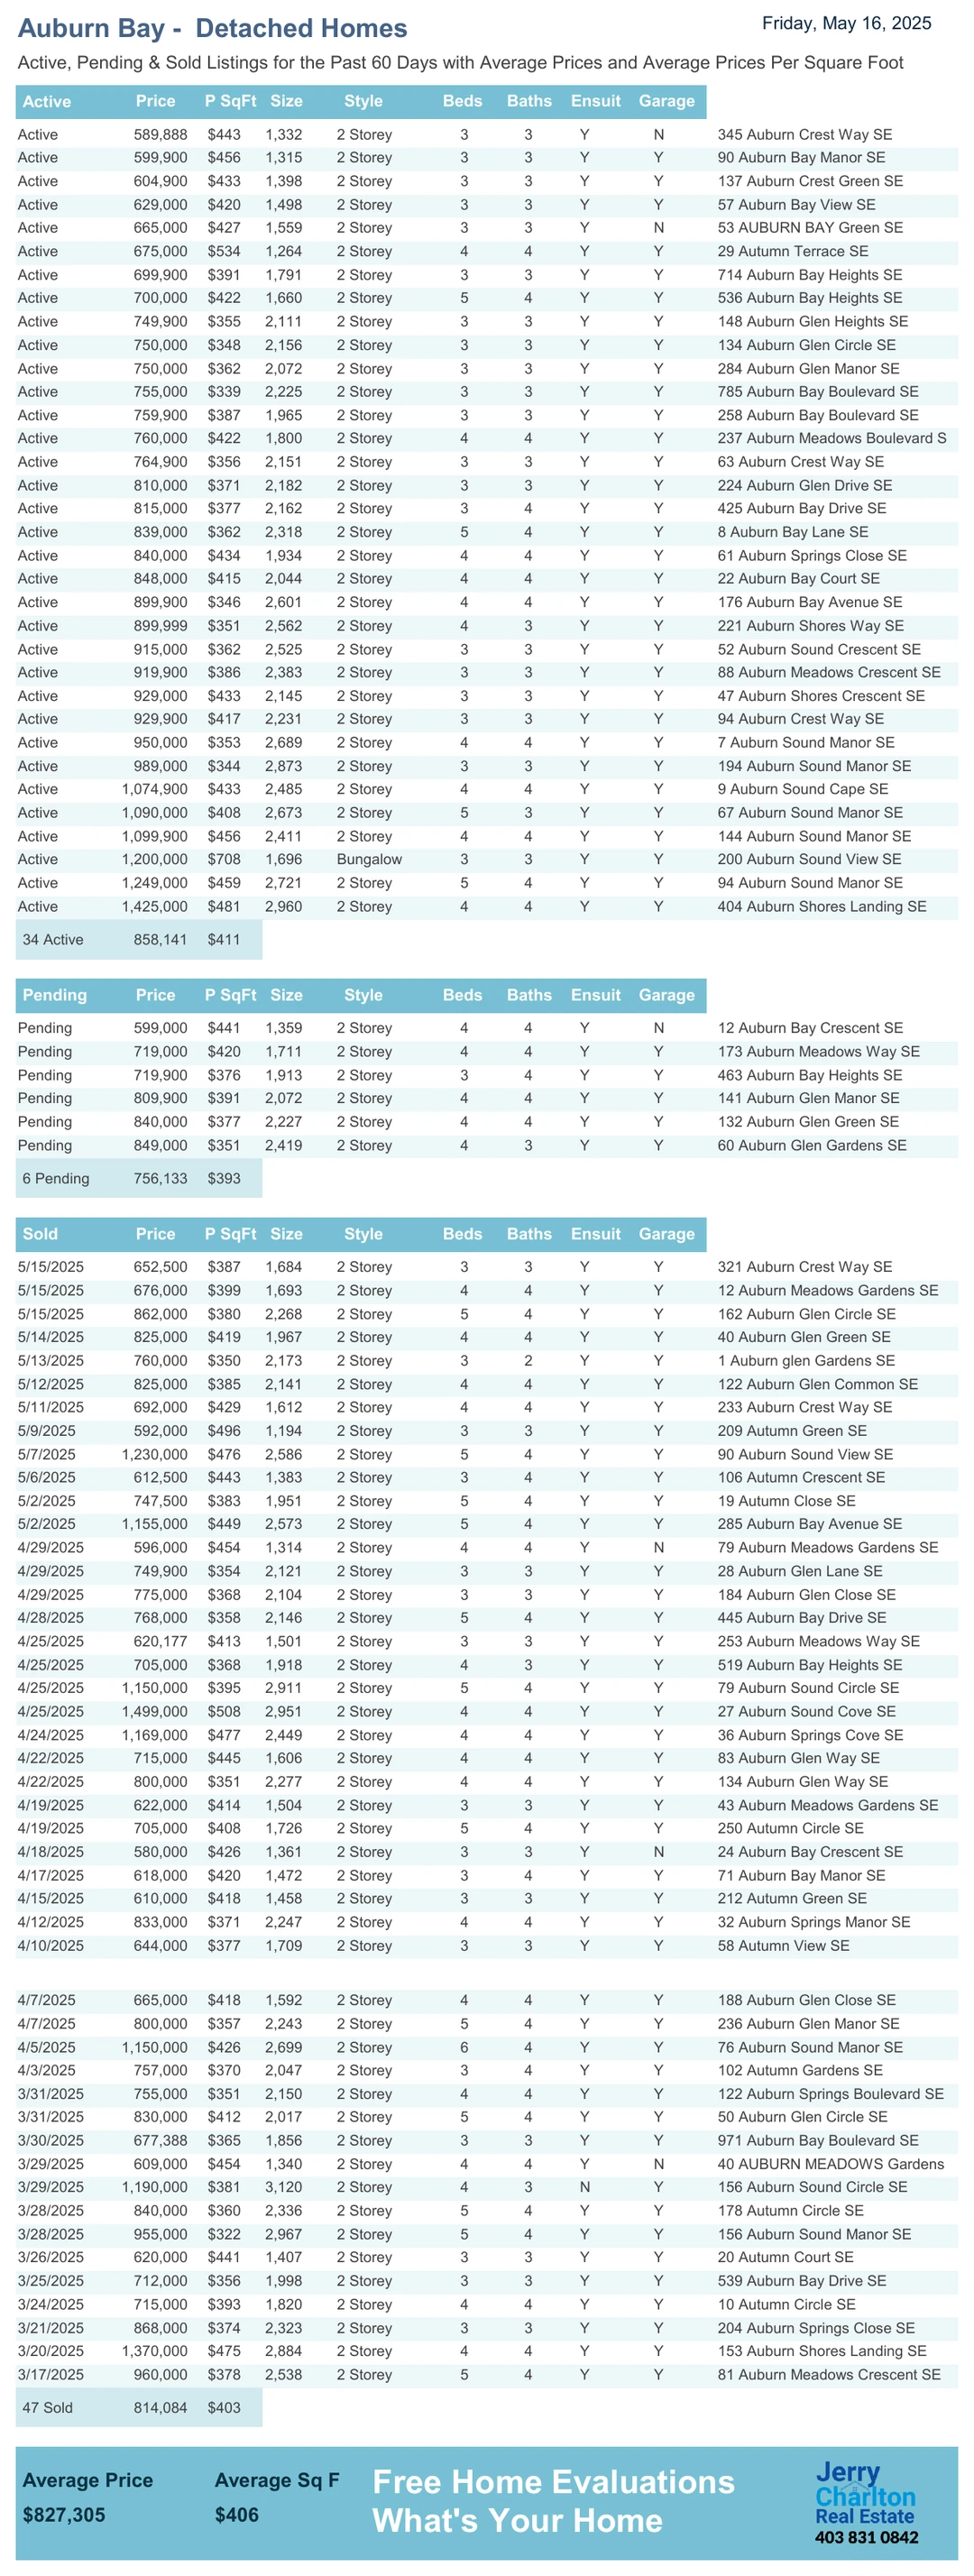 Auburn Bay - Detached Homes
Friday, May 16, 2025
Active, Pending & Sold Listings for the Past 60 Days with Average Prices and Average Prices Per Square Foot
Active Price P SqFt Size Style Beds Baths Ensuit Garage
Active 589,888 $443 1,332 2 Storey 3 3 Y N 345 Auburn Crest Way SE
Active 599,900 $456 1,315 2 Storey 3 3 Y Y 90 Auburn Bay Manor SE
Active 604,900 $433 1,398 2 Storey 3 3 Y Y 137 Auburn Crest Green SE
Active 629,000 $420 1,498 2 Storey 3 3 Y Y 57 Auburn Bay View SE
Active 665,000 $427 1,559 2 Storey 3 3 Y N 53 AUBURN BAY Green SE
Active 675,000 $534 1,264 2 Storey 4 4 Y Y 29 Autumn Terrace SE
Active 699,900 $391 1,791 2 Storey 3 3 Y Y 714 Auburn Bay Heights SE
Active 700,000 $422 1,660 2 Storey 5 4 Y Y 536 Auburn Bay Heights SE
Active 749,900 $355 2,111 2 Storey 3 3 Y Y 148 Auburn Glen Heights SE
Active 750,000 $348 2,156 2 Storey 3 3 Y Y 134 Auburn Glen Circle SE
Active 750,000 $362 2,072 2 Storey 3 3 Y Y 284 Auburn Glen Manor SE
Active 755,000 $339 2,225 2 Storey 3 3 Y Y 785 Auburn Bay Boulevard SE
Active 759,900 $387 1,965 2 Storey 3 3 Y Y 258 Auburn Bay Boulevard SE
Active 760,000 $422 1,800 2 Storey 4 4 Y Y 237 Auburn Meadows Boulevard S
Active 764,900 $356 2,151 2 Storey 3 3 Y Y 63 Auburn Crest Way SE
Active 810,000 $371 2,182 2 Storey 3 3 Y Y 224 Auburn Glen Drive SE
Active 815,000 $377 2,162 2 Storey 3 4 Y Y 425 Auburn Bay Drive SE
Active 839,000 $362 2,318 2 Storey 5 4 Y Y 8 Auburn Bay Lane SE
Active 840,000 $434 1,934 2 Storey 4 4 Y Y 61 Auburn Springs Close SE
Active 848,000 $415 2,044 2 Storey 4 4 Y Y 22 Auburn Bay Court SE
Active 899,900 $346 2,601 2 Storey 4 4 Y Y 176 Auburn Bay Avenue SE
Active 899,999 $351 2,562 2 Storey 4 3 Y Y 221 Auburn Shores Way SE
Active 915,000 $362 2,525 2 Storey 3 3 Y Y 52 Auburn Sound Crescent SE
Active 919,900 $386 2,383 2 Storey 3 3 Y Y 88 Auburn Meadows Crescent SE
Active 929,000 $433 2,145 2 Storey 3 3 Y Y 47 Auburn Shores Crescent SE
Active 929,900 $417 2,231 2 Storey 3 3 Y Y 94 Auburn Crest Way SE
Active 950,000 $353 2,689 2 Storey 4 4 Y Y 7 Auburn Sound Manor SE
Active 989,000 $344 2,873 2 Storey 3 3 Y Y 194 Auburn Sound Manor SE
Active 1,074,900 $433 2,485 2 Storey 4 4 Y Y 9 Auburn Sound Cape SE
Active 1,090,000 $408 2,673 2 Storey 5 3 Y Y 67 Auburn Sound Manor SE
Active 1,099,900 $456 2,411 2 Storey 4 4 Y Y 144 Auburn Sound Manor SE
Active 1,200,000 $708 1,696 Bungalow 3 3 Y Y 200 Auburn Sound View SE
Active 1,249,000 $459 2,721 2 Storey 5 4 Y Y 94 Auburn Sound Manor SE
Active 1,425,000 $481 2,960 2 Storey 4 4 Y Y 404 Auburn Shores Landing SE
34 Active 858,141 $411
Pending Price P SqFt Size Style Beds Baths Ensuit Garage
Pending 599,000 $441 1,359 2 Storey 4 4 Y N 12 Auburn Bay Crescent SE
Pending 719,000 $420 1,711 2 Storey 4 4 Y Y 173 Auburn Meadows Way SE
Pending 719,900 $376 1,913 2 Storey 3 4 Y Y 463 Auburn Bay Heights SE
Pending 809,900 $391 2,072 2 Storey 4 4 Y Y 141 Auburn Glen Manor SE
Pending 840,000 $377 2,227 2 Storey 4 4 Y Y 132 Auburn Glen Green SE
Pending 849,000 $351 2,419 2 Storey 4 3 Y Y 60 Auburn Glen Gardens SE
6 Pending 756,133 $393
Sold Price P SqFt Size Style Beds Baths Ensuit Garage
5/15/2025 652,500 $387 1,684 2 Storey 3 3 Y Y 321 Auburn Crest Way SE
5/15/2025 676,000 $399 1,693 2 Storey 4 4 Y Y 12 Auburn Meadows Gardens SE
5/15/2025 862,000 $380 2,268 2 Storey 5 4 Y Y 162 Auburn Glen Circle SE
5/14/2025 825,000 $419 1,967 2 Storey 4 4 Y Y 40 Auburn Glen Green SE
5/13/2025 760,000 $350 2,173 2 Storey 3 2 Y Y 1 Auburn glen Gardens SE
5/12/2025 825,000 $385 2,141 2 Storey 4 4 Y Y 122 Auburn Glen Common SE
5/11/2025 692,000 $429 1,612 2 Storey 4 4 Y Y 233 Auburn Crest Way SE
5/9/2025 592,000 $496 1,194 2 Storey 3 3 Y Y 209 Autumn Green SE
5/7/2025 1,230,000 $476 2,586 2 Storey 5 4 Y Y 90 Auburn Sound View SE
5/6/2025 612,500 $443 1,383 2 Storey 3 4 Y Y 106 Autumn Crescent SE
5/2/2025 747,500 $383 1,951 2 Storey 5 4 Y Y 19 Autumn Close SE
5/2/2025 1,155,000 $449 2,573 2 Storey 5 4 Y Y 285 Auburn Bay Avenue SE
4/29/2025 596,000 $454 1,314 2 Storey 4 4 Y N 79 Auburn Meadows Gardens SE
4/29/2025 749,900 $354 2,121 2 Storey 3 3 Y Y 28 Auburn Glen Lane SE
4/29/2025 775,000 $368 2,104 2 Storey 3 3 Y Y 184 Auburn Glen Close SE
4/28/2025 768,000 $358 2,146 2 Storey 5 4 Y Y 445 Auburn Bay Drive SE
4/25/2025 620,177 $413 1,501 2 Storey 3 3 Y Y 253 Auburn Meadows Way SE
4/25/2025 705,000 $368 1,918 2 Storey 4 3 Y Y 519 Auburn Bay Heights SE
4/25/2025 1,150,000 $395 2,911 2 Storey 5 4 Y Y 79 Auburn Sound Circle SE
4/25/2025 1,499,000 $508 2,951 2 Storey 4 4 Y Y 27 Auburn Sound Cove SE
4/24/2025 1,169,000 $477 2,449 2 Storey 4 4 Y Y 36 Auburn Springs Cove SE
4/22/2025 715,000 $445 1,606 2 Storey 4 4 Y Y 83 Auburn Glen Way SE
4/22/2025 800,000 $351 2,277 2 Storey 4 4 Y Y 134 Auburn Glen Way SE
4/19/2025 622,000 $414 1,504 2 Storey 3 3 Y Y 43 Auburn Meadows Gardens SE
4/19/2025 705,000 $408 1,726 2 Storey 5 4 Y Y 250 Autumn Circle SE
4/18/2025 580,000 $426 1,361 2 Storey 3 3 Y N 24 Auburn Bay Crescent SE
4/17/2025 618,000 $420 1,472 2 Storey 3 4 Y Y 71 Auburn Bay Manor SE
4/15/2025 610,000 $418 1,458 2 Storey 3 3 Y Y 212 Autumn Green SE
4/12/2025 833,000 $371 2,247 2 Storey 4 4 Y Y 32 Auburn Springs Manor SE
4/10/2025 644,000 $377 1,709 2 Storey 3 3 Y Y 58 Autumn View SE
4/7/2025 665,000 $418 1,592 2 Storey 4 4 Y Y 188 Auburn Glen Close SE
4/7/2025 800,000 $357 2,243 2 Storey 5 4 Y Y 236 Auburn Glen Manor SE
4/5/2025 1,150,000 $426 2,699 2 Storey 6 4 Y Y 76 Auburn Sound Manor SE
4/3/2025 757,000 $370 2,047 2 Storey 3 4 Y Y 102 Autumn Gardens SE
3/31/2025 755,000 $351 2,150 2 Storey 4 4 Y Y 122 Auburn Springs Boulevard SE
3/31/2025 830,000 $412 2,017 2 Storey 5 4 Y Y 50 Auburn Glen Circle SE
3/30/2025 677,388 $365 1,856 2 Storey 3 3 Y Y 971 Auburn Bay Boulevard SE
3/29/2025 609,000 $454 1,340 2 Storey 4 4 Y N 40 AUBURN MEADOWS Gardens
3/29/2025 1,190,000 $381 3,120 2 Storey 4 3 N Y 156 Auburn Sound Circle SE
3/28/2025 840,000 $360 2,336 2 Storey 5 4 Y Y 178 Autumn Circle SE
3/28/2025 955,000 $322 2,967 2 Storey 5 4 Y Y 156 Auburn Sound Manor SE
3/26/2025 620,000 $441 1,407 2 Storey 3 3 Y Y 20 Autumn Court SE
3/25/2025 712,000 $356 1,998 2 Storey 3 3 Y Y 539 Auburn Bay Drive SE
3/24/2025 715,000 $393 1,820 2 Storey 4 4 Y Y 10 Autumn Circle SE
3/21/2025 868,000 $374 2,323 2 Storey 3 3 Y Y 204 Auburn Springs Close SE
3/20/2025 1,370,000 $475 2,884 2 Storey 4 4 Y Y 153 Auburn Shores Landing SE
3/17/2025 960,000 $378 2,538 2 Storey 5 4 Y Y 81 Auburn Meadows Crescent SE
47 Sold 814,084 $403
Average Price Average Sq F
$827,305 $406
Free Home Evaluations
What's Your Home
Jerry
Charlton
Real Estate
403 831 0842